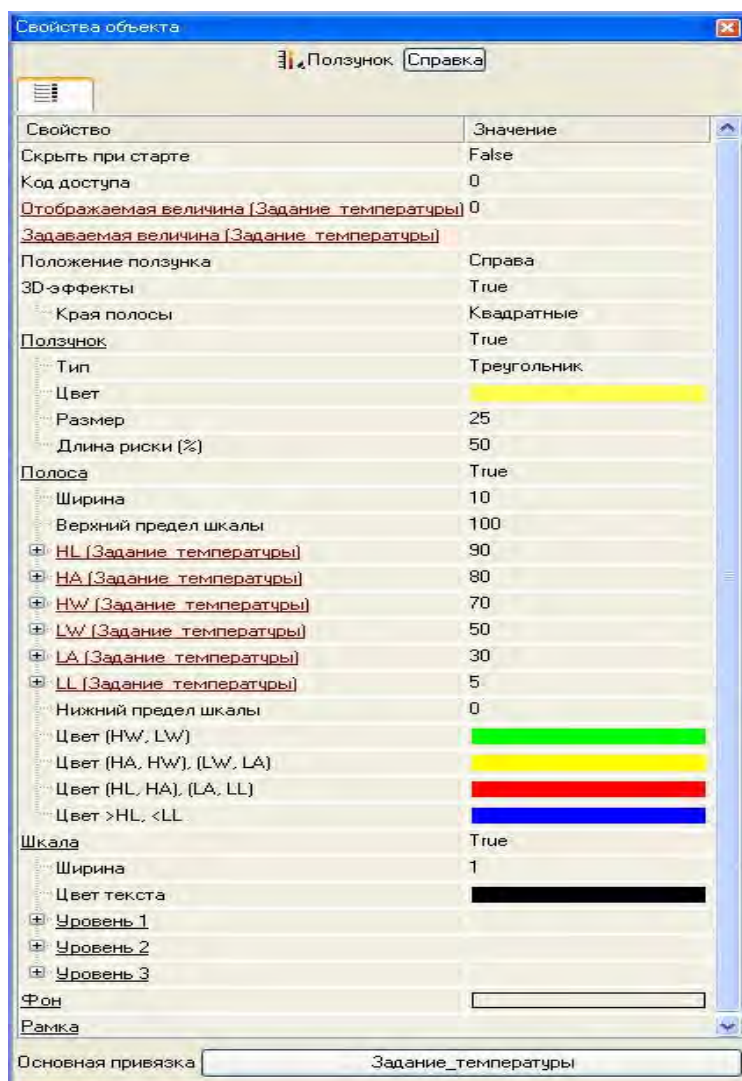 Свойства объекта
Ползунок Справка
Свойство Значение
Скрыть при старте False
Код доступа 0
Отображаемая величина (Задание_температуры) 0
Задаваемая величина (Задание_температуры)
Положение ползунка Справа
3D-эффекты True
Края полосы Квадратные
Ползунок True
Тип Треугольник
Цвет
Размер 25
Длина риски (%) 50
Полоса True
Ширина 10
Верхний предел шкалы 100
HL (Задание_температуры) 90
HA (Задание_температуры) 80
HW (Задание_температуры) 70
LW (Задание_температуры) 50
LA (Задание_температуры) 30
LL (Задание_температуры) 5
Нижний предел шкалы 0
Цвет (HW, LW)
Цвет (HA, HW), (LW, LA)
Цвет (HL, HA), (LA, LL)
Цвет >HL, <LL
Шкала True
Ширина 1
Цвет текста
Уровень 1
Уровень 2
Уровень 3
Фон
Рамка
Основная привязка Задание_температуры